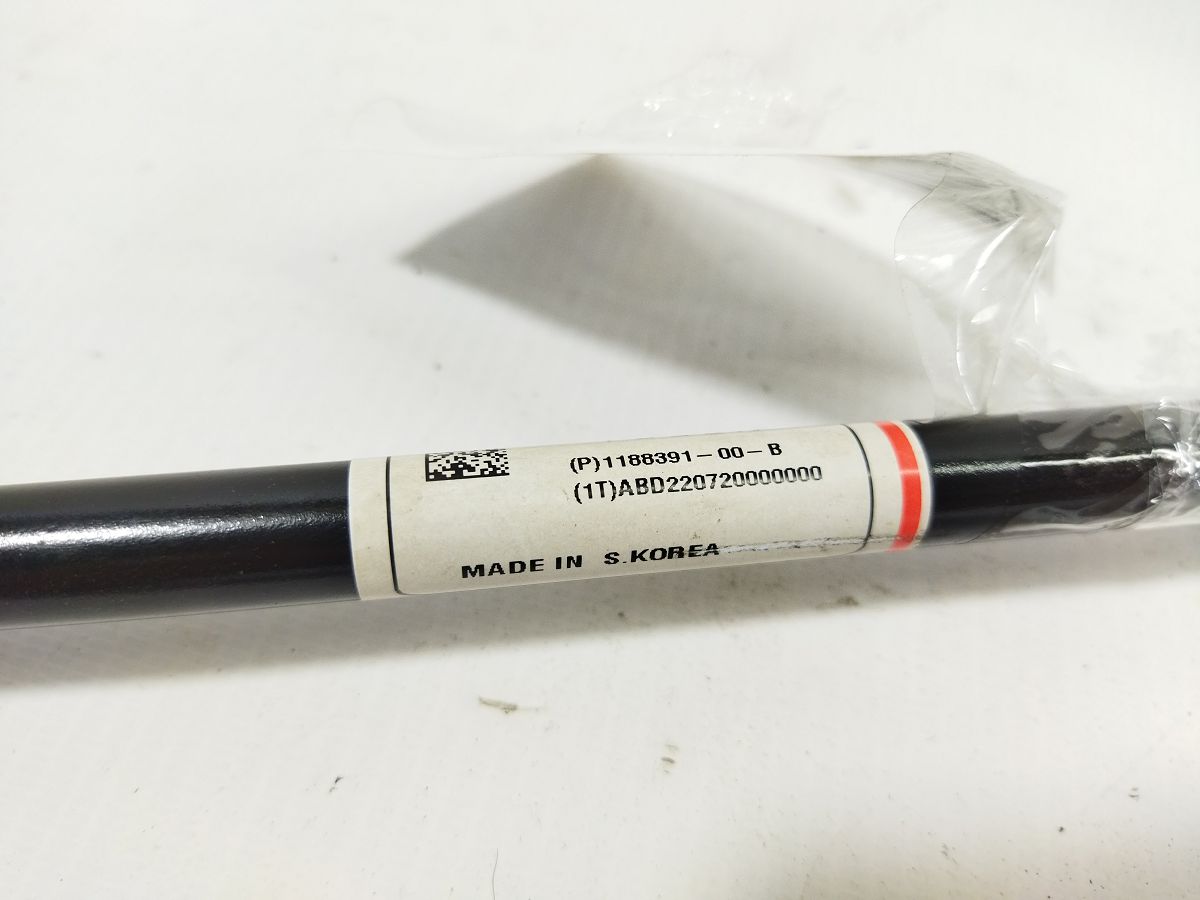 (P)1188391-00-B
(1T)ABD220720000000
MADE IN S.KOREA